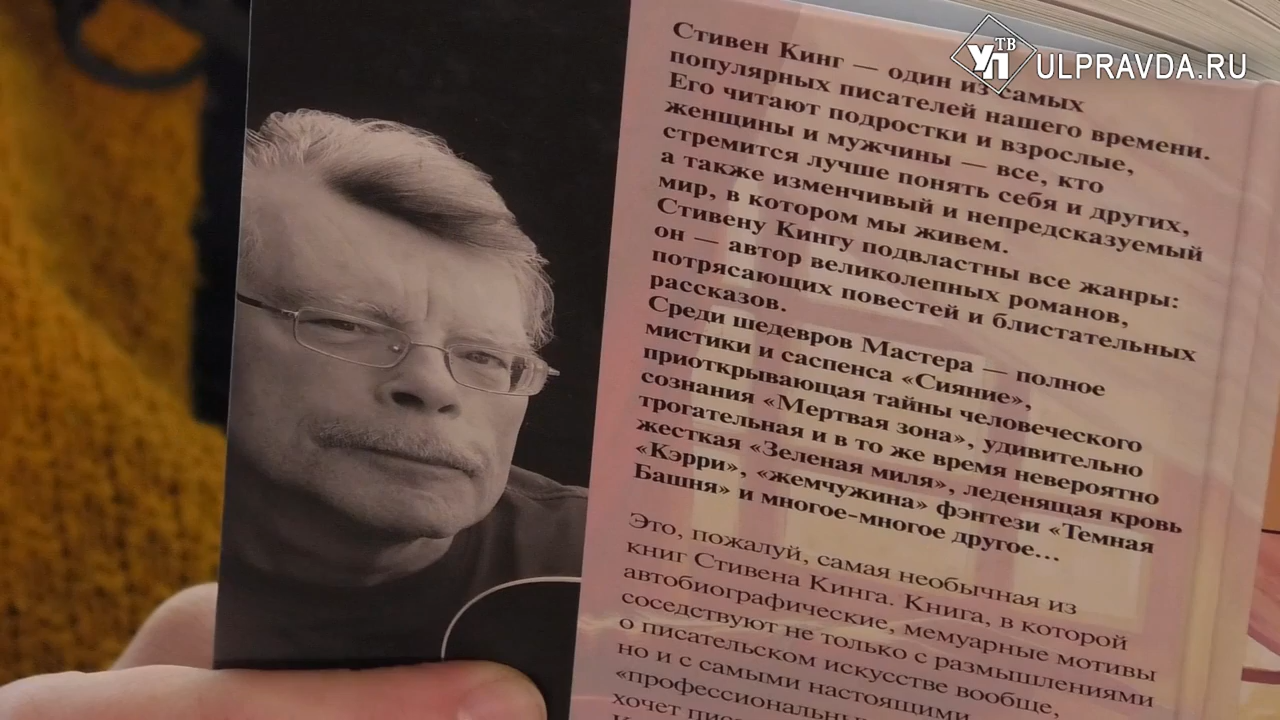 УП ТВ
ULPRAVDA.RU
Стивен Кинг — один из самых
популярных писателей нашего времени.
Его читают подростки и взрослые,
женщины и мужчины — все, кто
стремится лучше понять себя и других,
а также изменчивый и непредсказуемый
мир, в котором мы живем.
Стивену Кингу подвластны все жанры:
он — автор великолепных романов,
потрясающих повестей и блистательных
рассказов.
Среди шедевров Мастера — полное
мистики и саспенса «Сияние»,
приоткрывающая тайны человеческого
сознания «Мертвая зона», удивительно
трогательная и в то же время невероятно
жесткая «Зеленая миля», леденящая кровь
«Кэрри», «жемчужина» фэнтези «Темная
Башня» и многое-многое другое...
Это, пожалуй, самая необычная из
книг Стивена Кинга. Книга, в которой
автобиографические, мемуарные мотивы
соседствуют не только с размышлениями
о писательском искусстве вообще,
но и с самыми настоящими
хочет